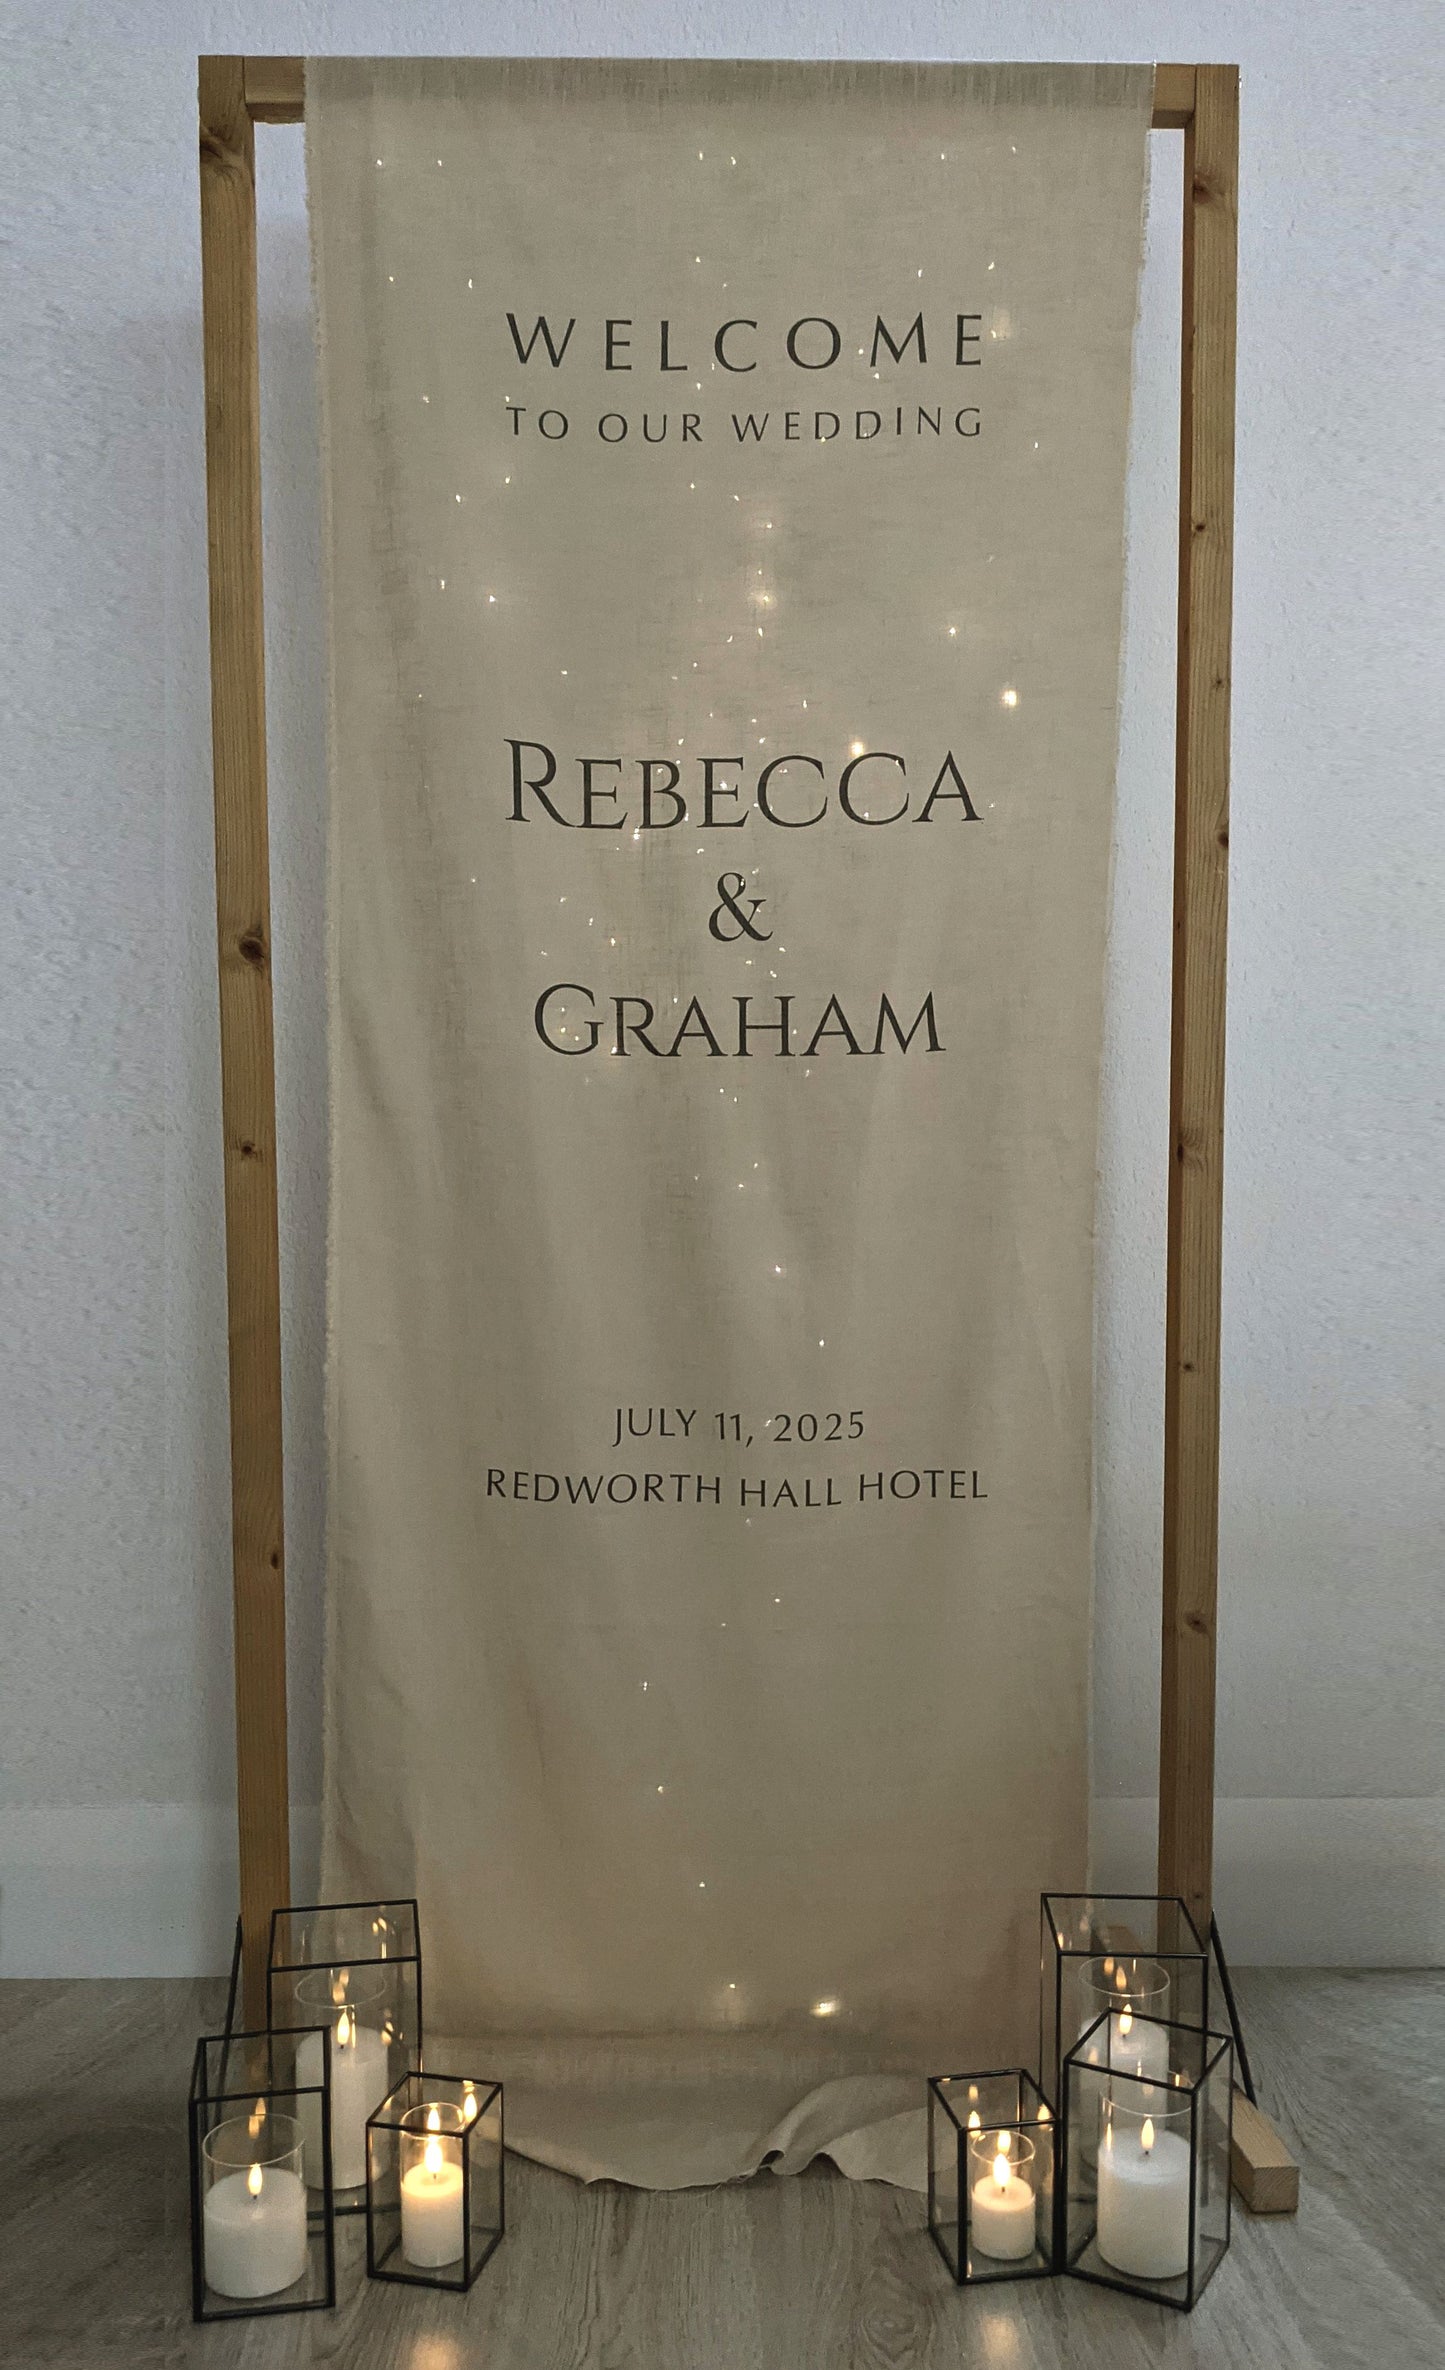 WELCOME
TO OUR WEDDING
REBECCA
&
GRAHAM
JULY 11, 2025
REDWORTH HALL HOTEL